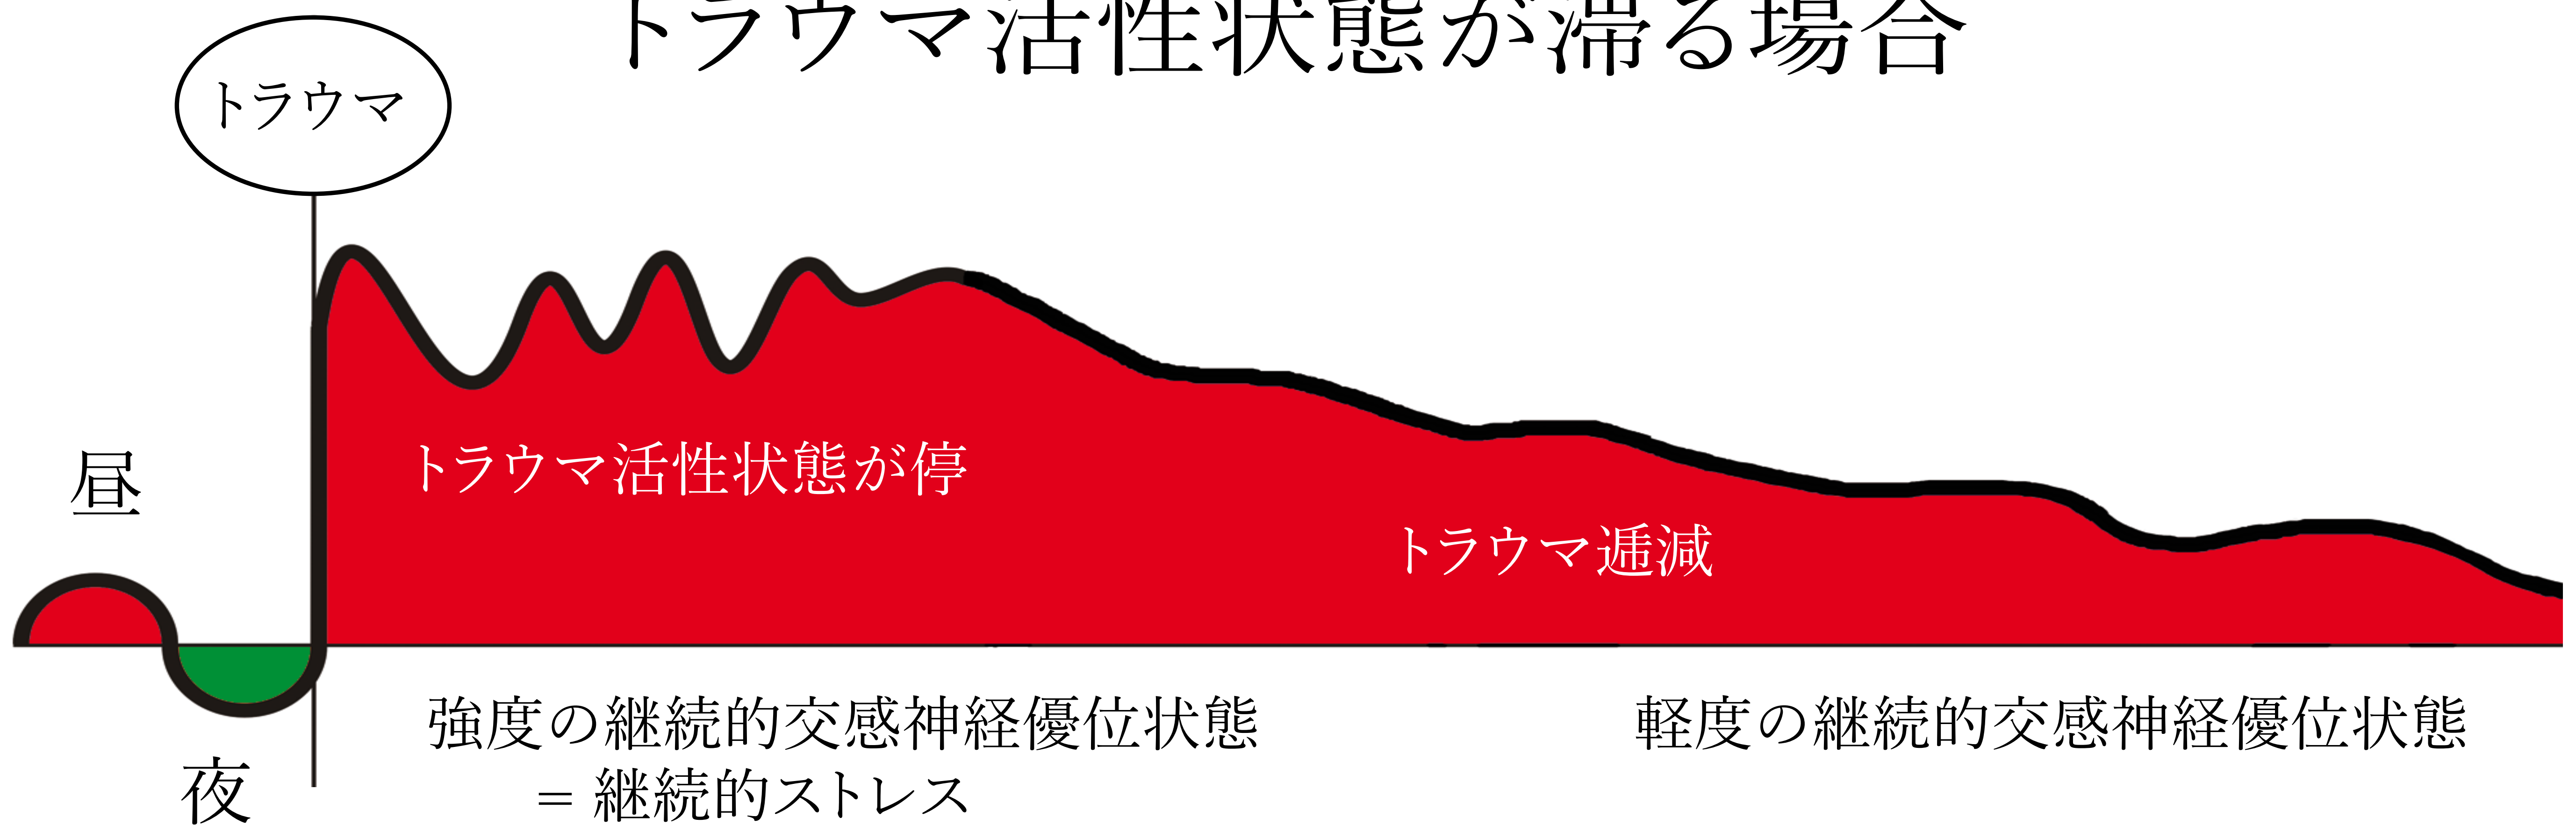 トラウマ活性状態が滞る場合
トラウマ
昼
トラウマ活性状態が停
トラウマ逓減
強度の継続的交感神経優位状態
= 継続的ストレス
軽度の継続的交感神経優位状態
夜